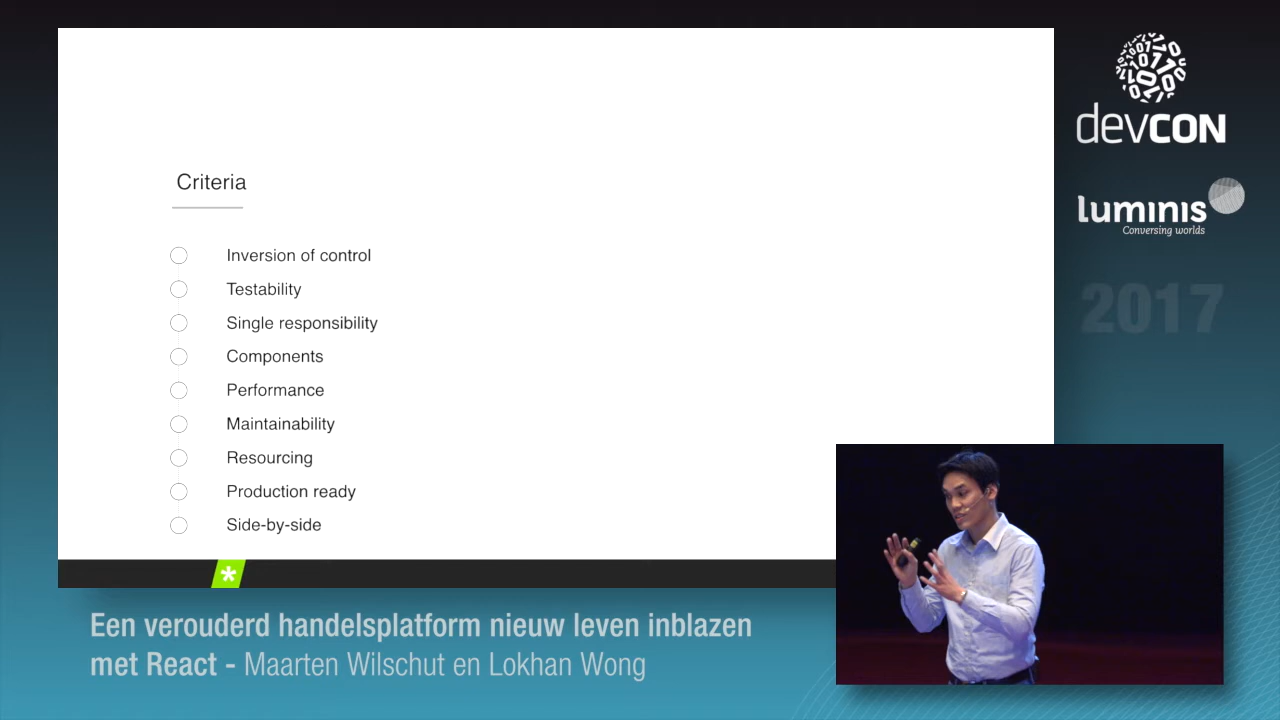 Criteria
Inversion of control
Testability
Single responsibility
Components
Performance
Maintainability
Resourcing
Production ready
Side-by-side
*
devCON
luminis
Conversing worlds
2017
Een verouderd handelsplatform nieuw leven inblazen
met React - Maarten Wilschut en Lokhan Wong